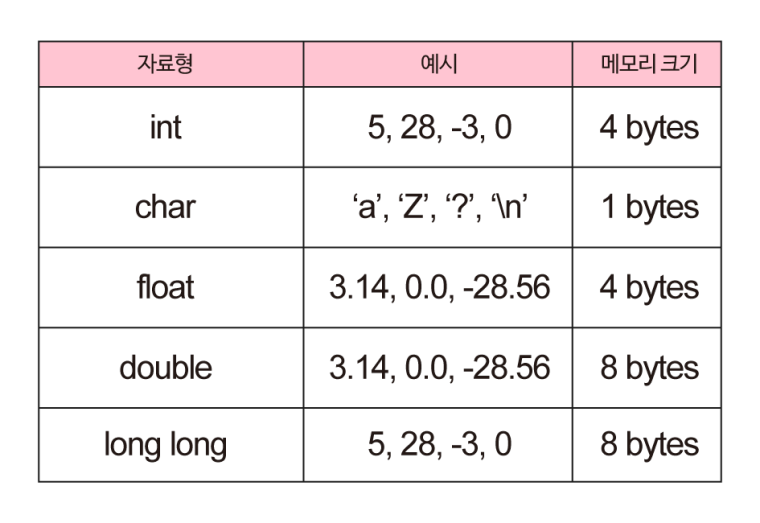 자료형 예시 메모리 크기
int 5, 28, -3, 0 4 bytes
char ‘a’, ‘Z’, ‘?’, ‘\n’ 1 bytes
float 3.14, 0.0, -28.56 4 bytes
double 3.14, 0.0, -28.56 8 bytes
long long 5, 28, -3, 0 8 bytes